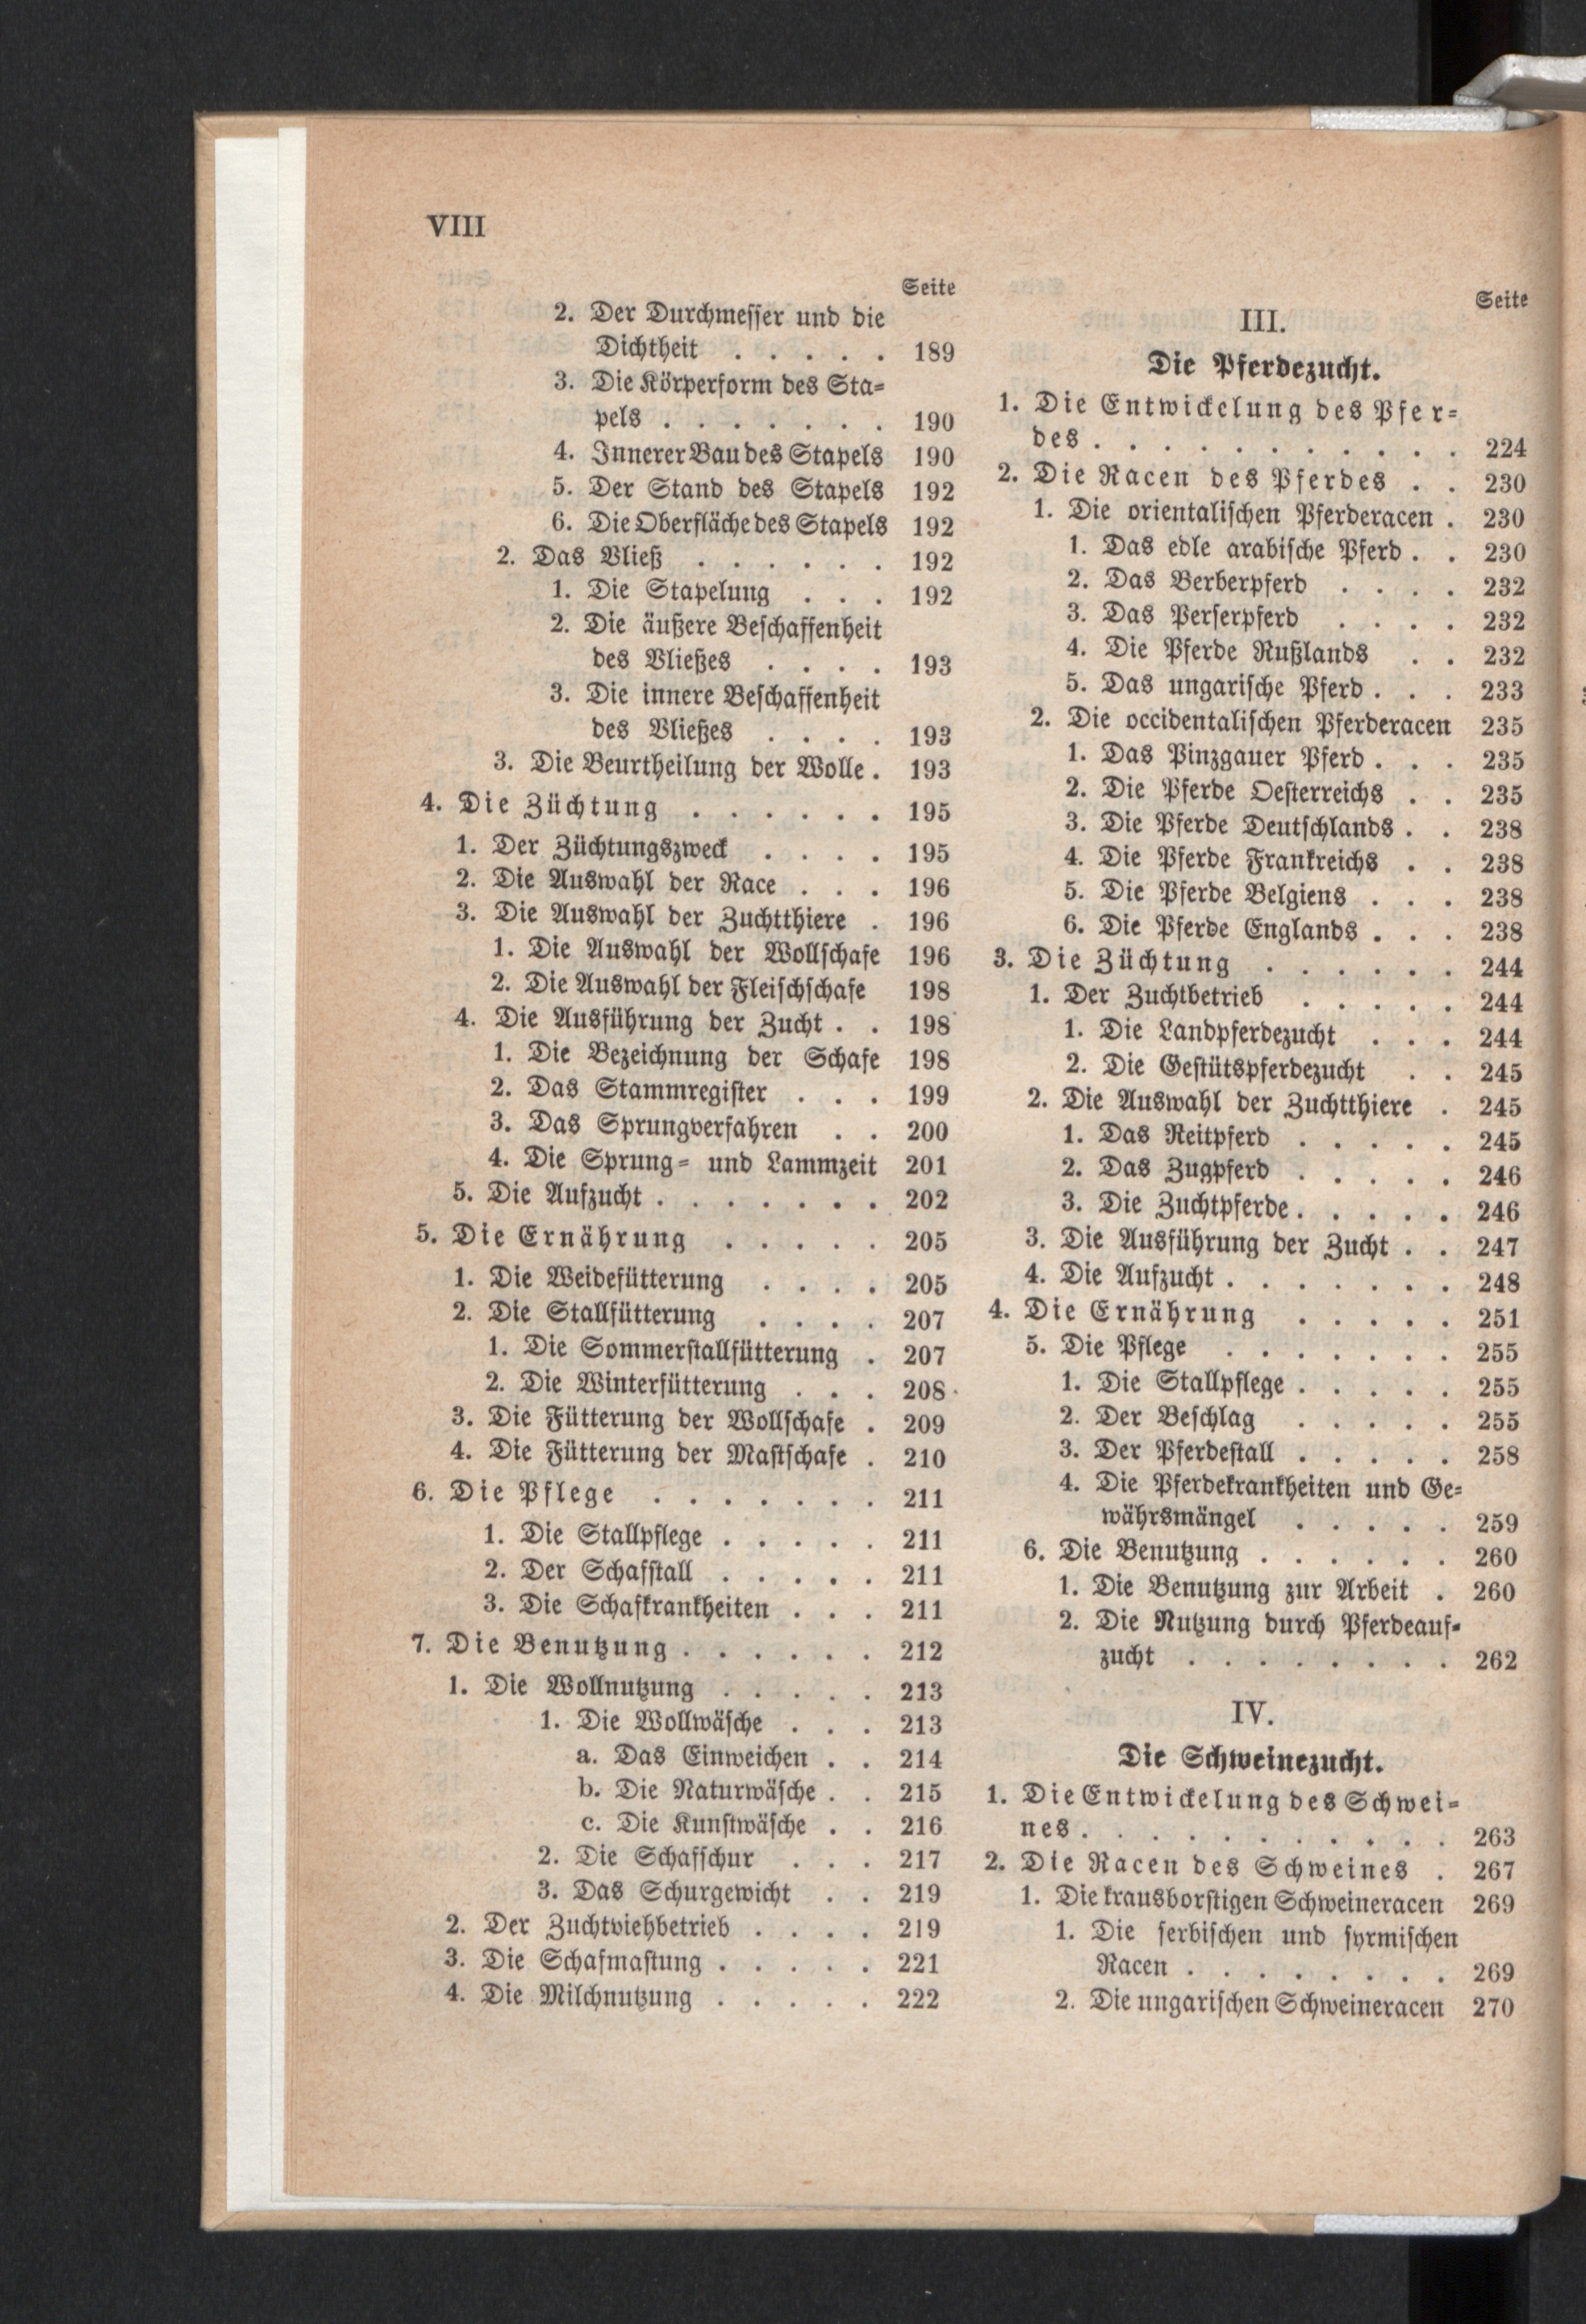 VIII
Seite
2. Der Durchmesser und die
Dichtheit . . . . . 189
3. Die Körperform des Sta-
pels . . . . . . . 190
4. Innerer Bau des Stapels 190
5. Der Stand des Stapels 192
6. Die Oberfläche des Stapels 192
2. Das Vließ . . . . . . 192
1. Die Stapelung . . . 192
2. Die äußere Beschaffenheit
des Vließes . . . . 193
3. Die innere Beschaffenheit
des Vließes . . . . 193
3. Die Beurtheilung der Wolle . 193
4. Die Züchtung . . . . . . 195
1. Der Züchtungszweck . . . . 195
2. Die Auswahl der Race . . . 196
3. Die Auswahl der Zuchtthiere . 196
1. Die Auswahl der Wollschafe 196
2. Die Auswahl der Fleischschafe 198
4. Die Ausführung der Zucht . . 198
1. Die Bezeichnung der Schafe 198
2. Das Stammregister . . . 199
3. Das Sprungverfahren . . 200
4. Die Sprung- und Lammzeit 201
5. Die Aufzucht . . . . . . . 202
5. Die Ernährung . . . . . 205
1. Die Weidefütterung . . . . 205
2. Die Stallfütterung . . . . 207
1. Die Sommerstallfütterung . 207
2. Die Winterfütterung . . . 208
3. Die Fütterung der Wollschafe . 209
4. Die Fütterung der Mastschafe . 210
6. Die Pflege . . . . . . . 211
1. Die Stallpflege . . . . . 211
2. Der Schafstall . . . . . 211
3. Die Schafkrankheiten . . . 211
7. Die Benutzung . . . . . . 212
1. Die Wollnutzung . . . . . 213
1. Die Wollwäsche . . . 213
a. Das Einweichen . . 214
b. Die Naturwäsche . . 215
c. Die Kunstwäsche . . 216
2. Die Schafschur . . . 217
3. Das Schurgewicht . . 219
2. Der Zuchtviehbetrieb . . . . 219
3. Die Schafmastung . . . . . 221
4. Die Milchnutzung . . . . . 222
Seite
III.
Die Pferdezucht.
1. Die Entwickelung des Pfer-
des . . . . . . . . . . . 224
2. Die Racen des Pferdes . . 230
1. Die orientalischen Pferderacen . 230
1. Das edle arabische Pferd . . 230
2. Das Berberpferd . . . . 232
3. Das Perserpferd . . . . 232
4. Die Pferde Rußlands . . 232
5. Das ungarische Pferd . . . 233
2. Die occidentalischen Pferderacen 235
1. Das Pinzgauer Pferd . . . 235
2. Die Pferde Oesterreichs . . 235
3. Die Pferde Deutschlands . . 238
4. Die Pferde Frankreichs . . 238
5. Die Pferde Belgiens . . . 238
6. Die Pferde Englands . . . 238
3. Die Züchtung . . . . . . 244
1. Der Zuchtbetrieb . . . . . 244
1. Die Landpferdezucht . . . 244
2. Die Gestütspferdezucht . . 245
2. Die Auswahl der Zuchtthiere . 245
1. Das Reitpferd . . . . . 245
2. Das Zugpferd . . . . . 246
3. Die Zuchtpferde . . . . . 246
3. Die Ausführung der Zucht . . 247
4. Die Aufzucht . . . . . . . 248
4. Die Ernährung . . . . . 251
5. Die Pflege . . . . . . . 255
1. Die Stallpflege . . . . . 255
2. Der Beschlag . . . . . 255
3. Der Pferdestall . . . . . 258
4. Die Pferdekrankheiten und Ge-
währsmängel . . . . . 259
6. Die Benutzung . . . . . . 260
1. Die Benutzung zur Arbeit . 260
2. Die Nutzung durch Pferdeauf-
zucht . . . . . . . . 262
IV.
Die Schweinezucht.
1. Die Entwickelung des Schwei-
nes . . . . . . . . . . . 263
2. Die Racen des Schweines . 267
1. Die krausborstigen Schweineracen 269
1. Die serbischen und syrmischen
Racen . . . . . . . . 269
2. Die ungarischen Schweineracen 270